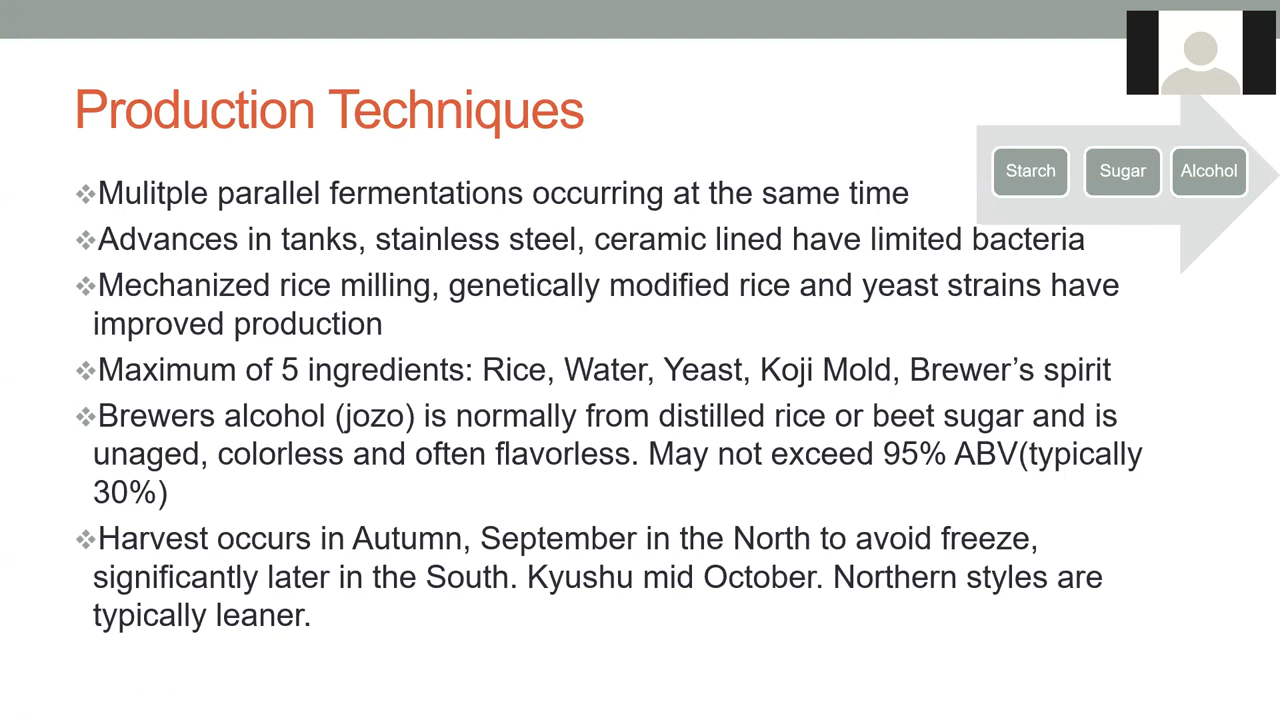 Production Techniques
Starch Sugar Alcohol
❖Mulitple parallel fermentations occurring at the same time
❖Advances in tanks, stainless steel, ceramic lined have limited bacteria
❖Mechanized rice milling, genetically modified rice and yeast strains have
improved production
❖Maximum of 5 ingredients: Rice, Water, Yeast, Koji Mold, Brewer’s spirit
❖Brewers alcohol (jozo) is normally from distilled rice or beet sugar and is
unaged, colorless and often flavorless. May not exceed 95% ABV(typically
30%)
❖Harvest occurs in Autumn, September in the North to avoid freeze,
significantly later in the South. Kyushu mid October. Northern styles are
typically leaner.